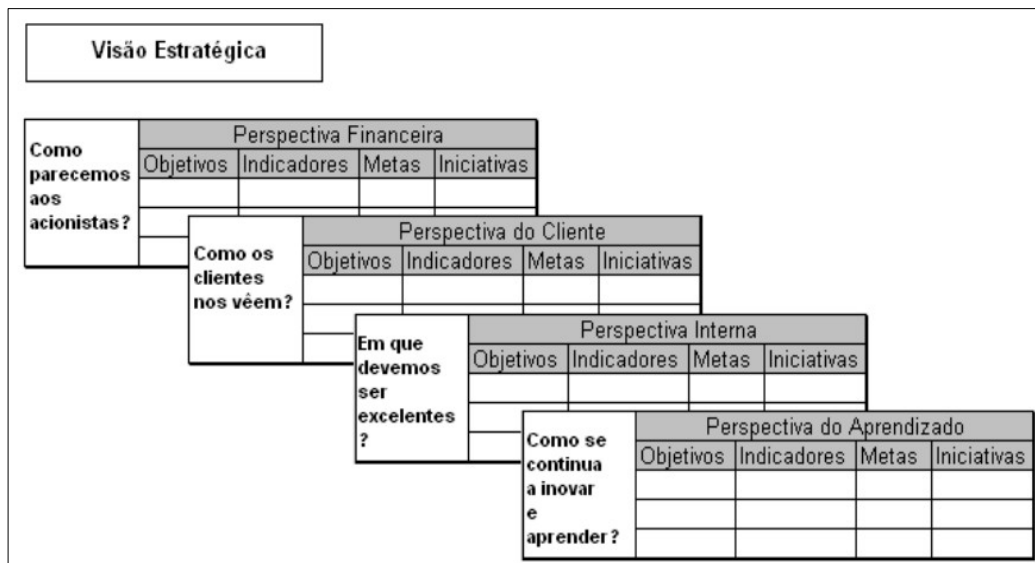 Visão Estratégica
Perspectiva Financeira
Como
parecemos
aos
acionistas?
Objetivos Indicadores Metas Iniciativas
Perspectiva do Cliente
Como os
clientes
nos vêem?
Objetivos Indicadores Metas Iniciativas
Perspectiva Interna
Em que
devemos
ser
excelentes
?
Objetivos Indicadores Metas Iniciativas
Perspectiva do Aprendizado
Como se
continua
a inovar
e
aprender?
Objetivos Indicadores Metas Iniciativas